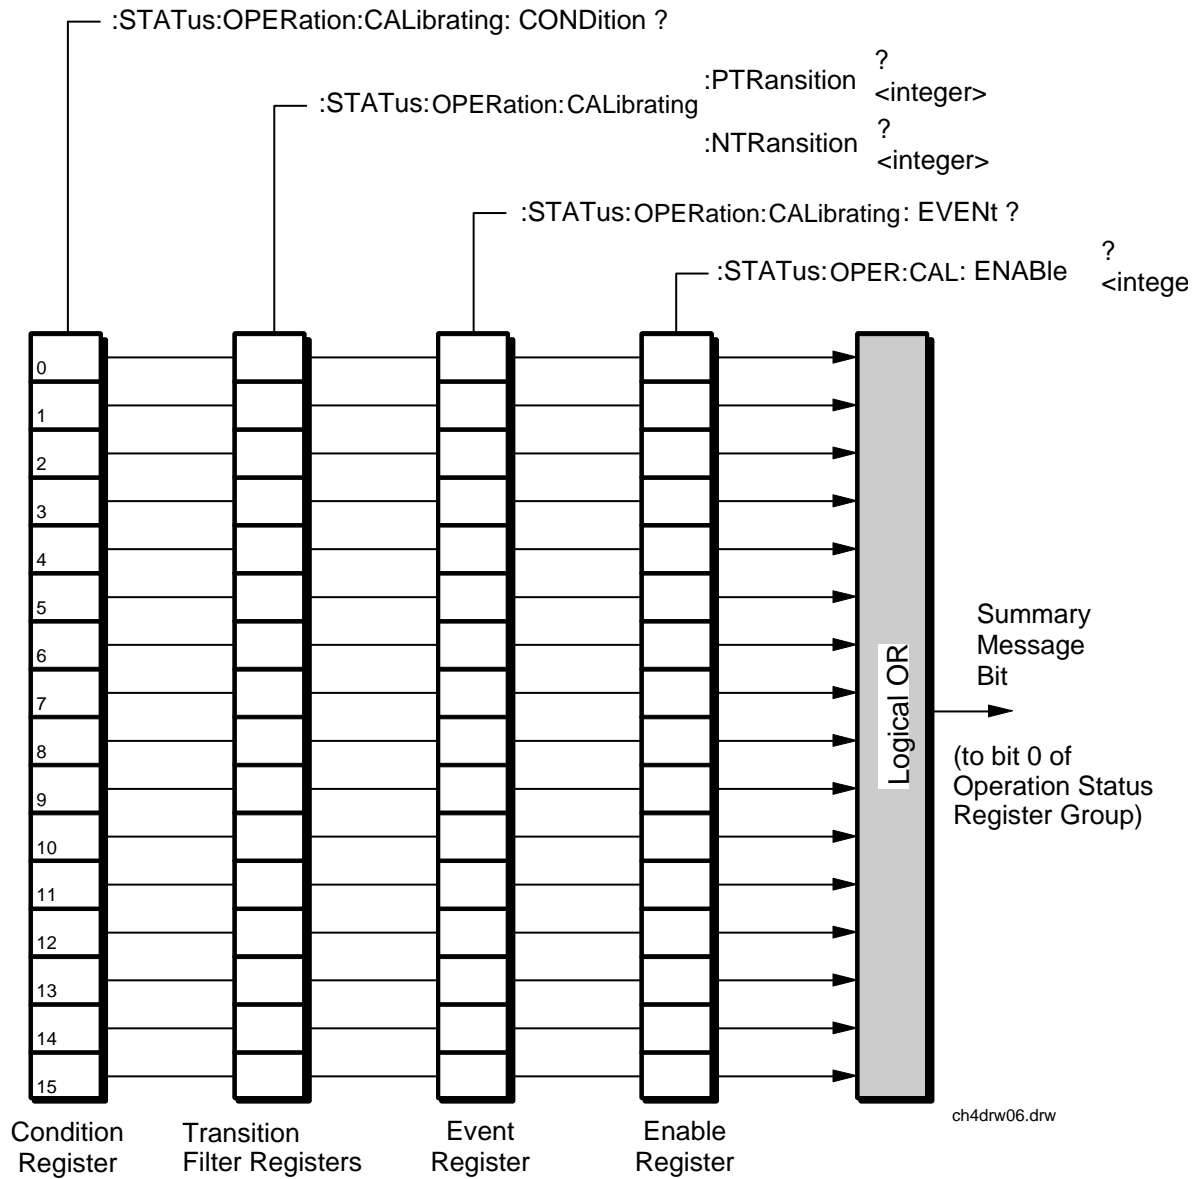 :STATus:OPERation:CALibrating: CONDition ?
?
:PTRansition <integer>
:STATus:OPERation:CALibrating
?
:NTRansition <integer>
:STATus:OPERation:CALibrating: EVENt ?
?
:STATus:OPER:CAL: ENABle <intege
0
1
2
3
4
5
6
7
8
9
10
11
12
13
14
15
Logical OR
Summary
Message
Bit
(to bit 0 of
Operation Status
Register Group)
ch4drw06.drw
Condition
Register
Transition
Filter Registers
Event
Register
Enable
Register